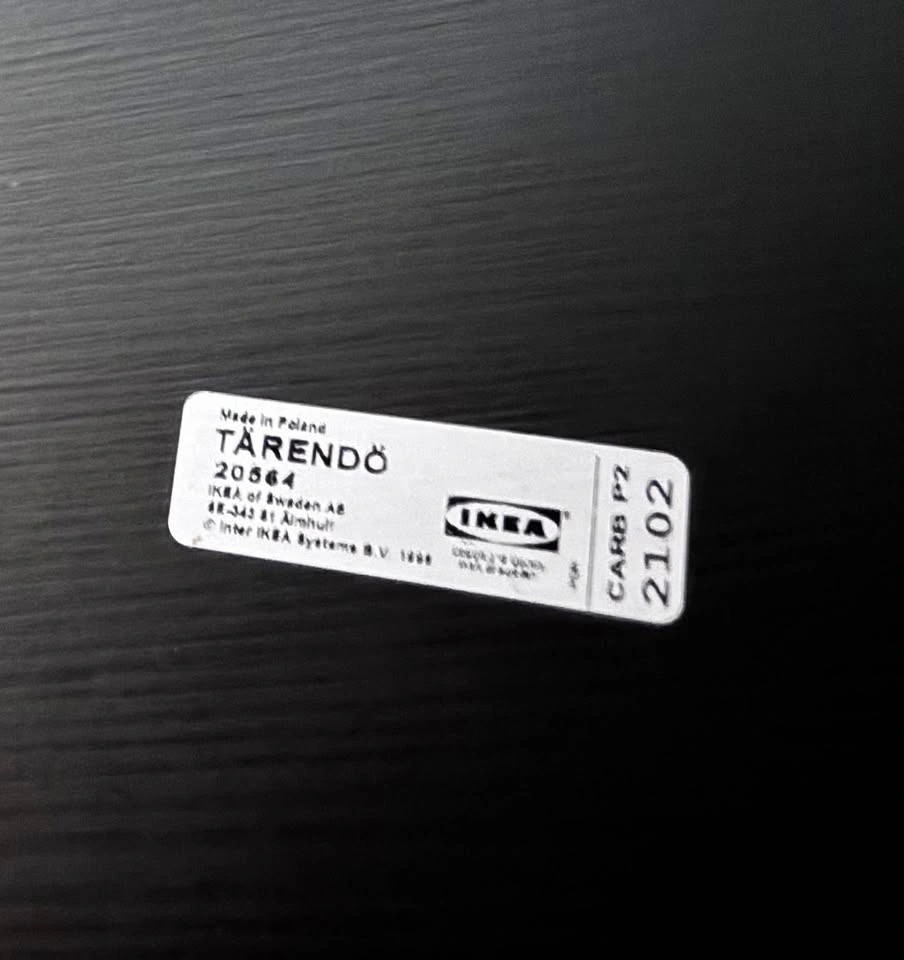 Made in Poland
TÄRENDÖ
20564
IKEA of Sweden AB
SE-343 81 Älmhult
© Inter IKEA Systems B.V.
IKEA®
CARB P2
2102